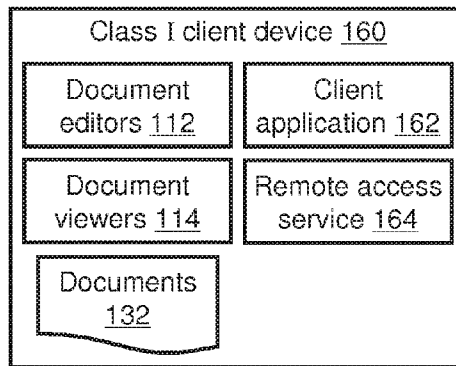 Class I client device 160
Document
editors 112
Client
application 162
Document
viewers 114
Remote access
service 164
Documents
132